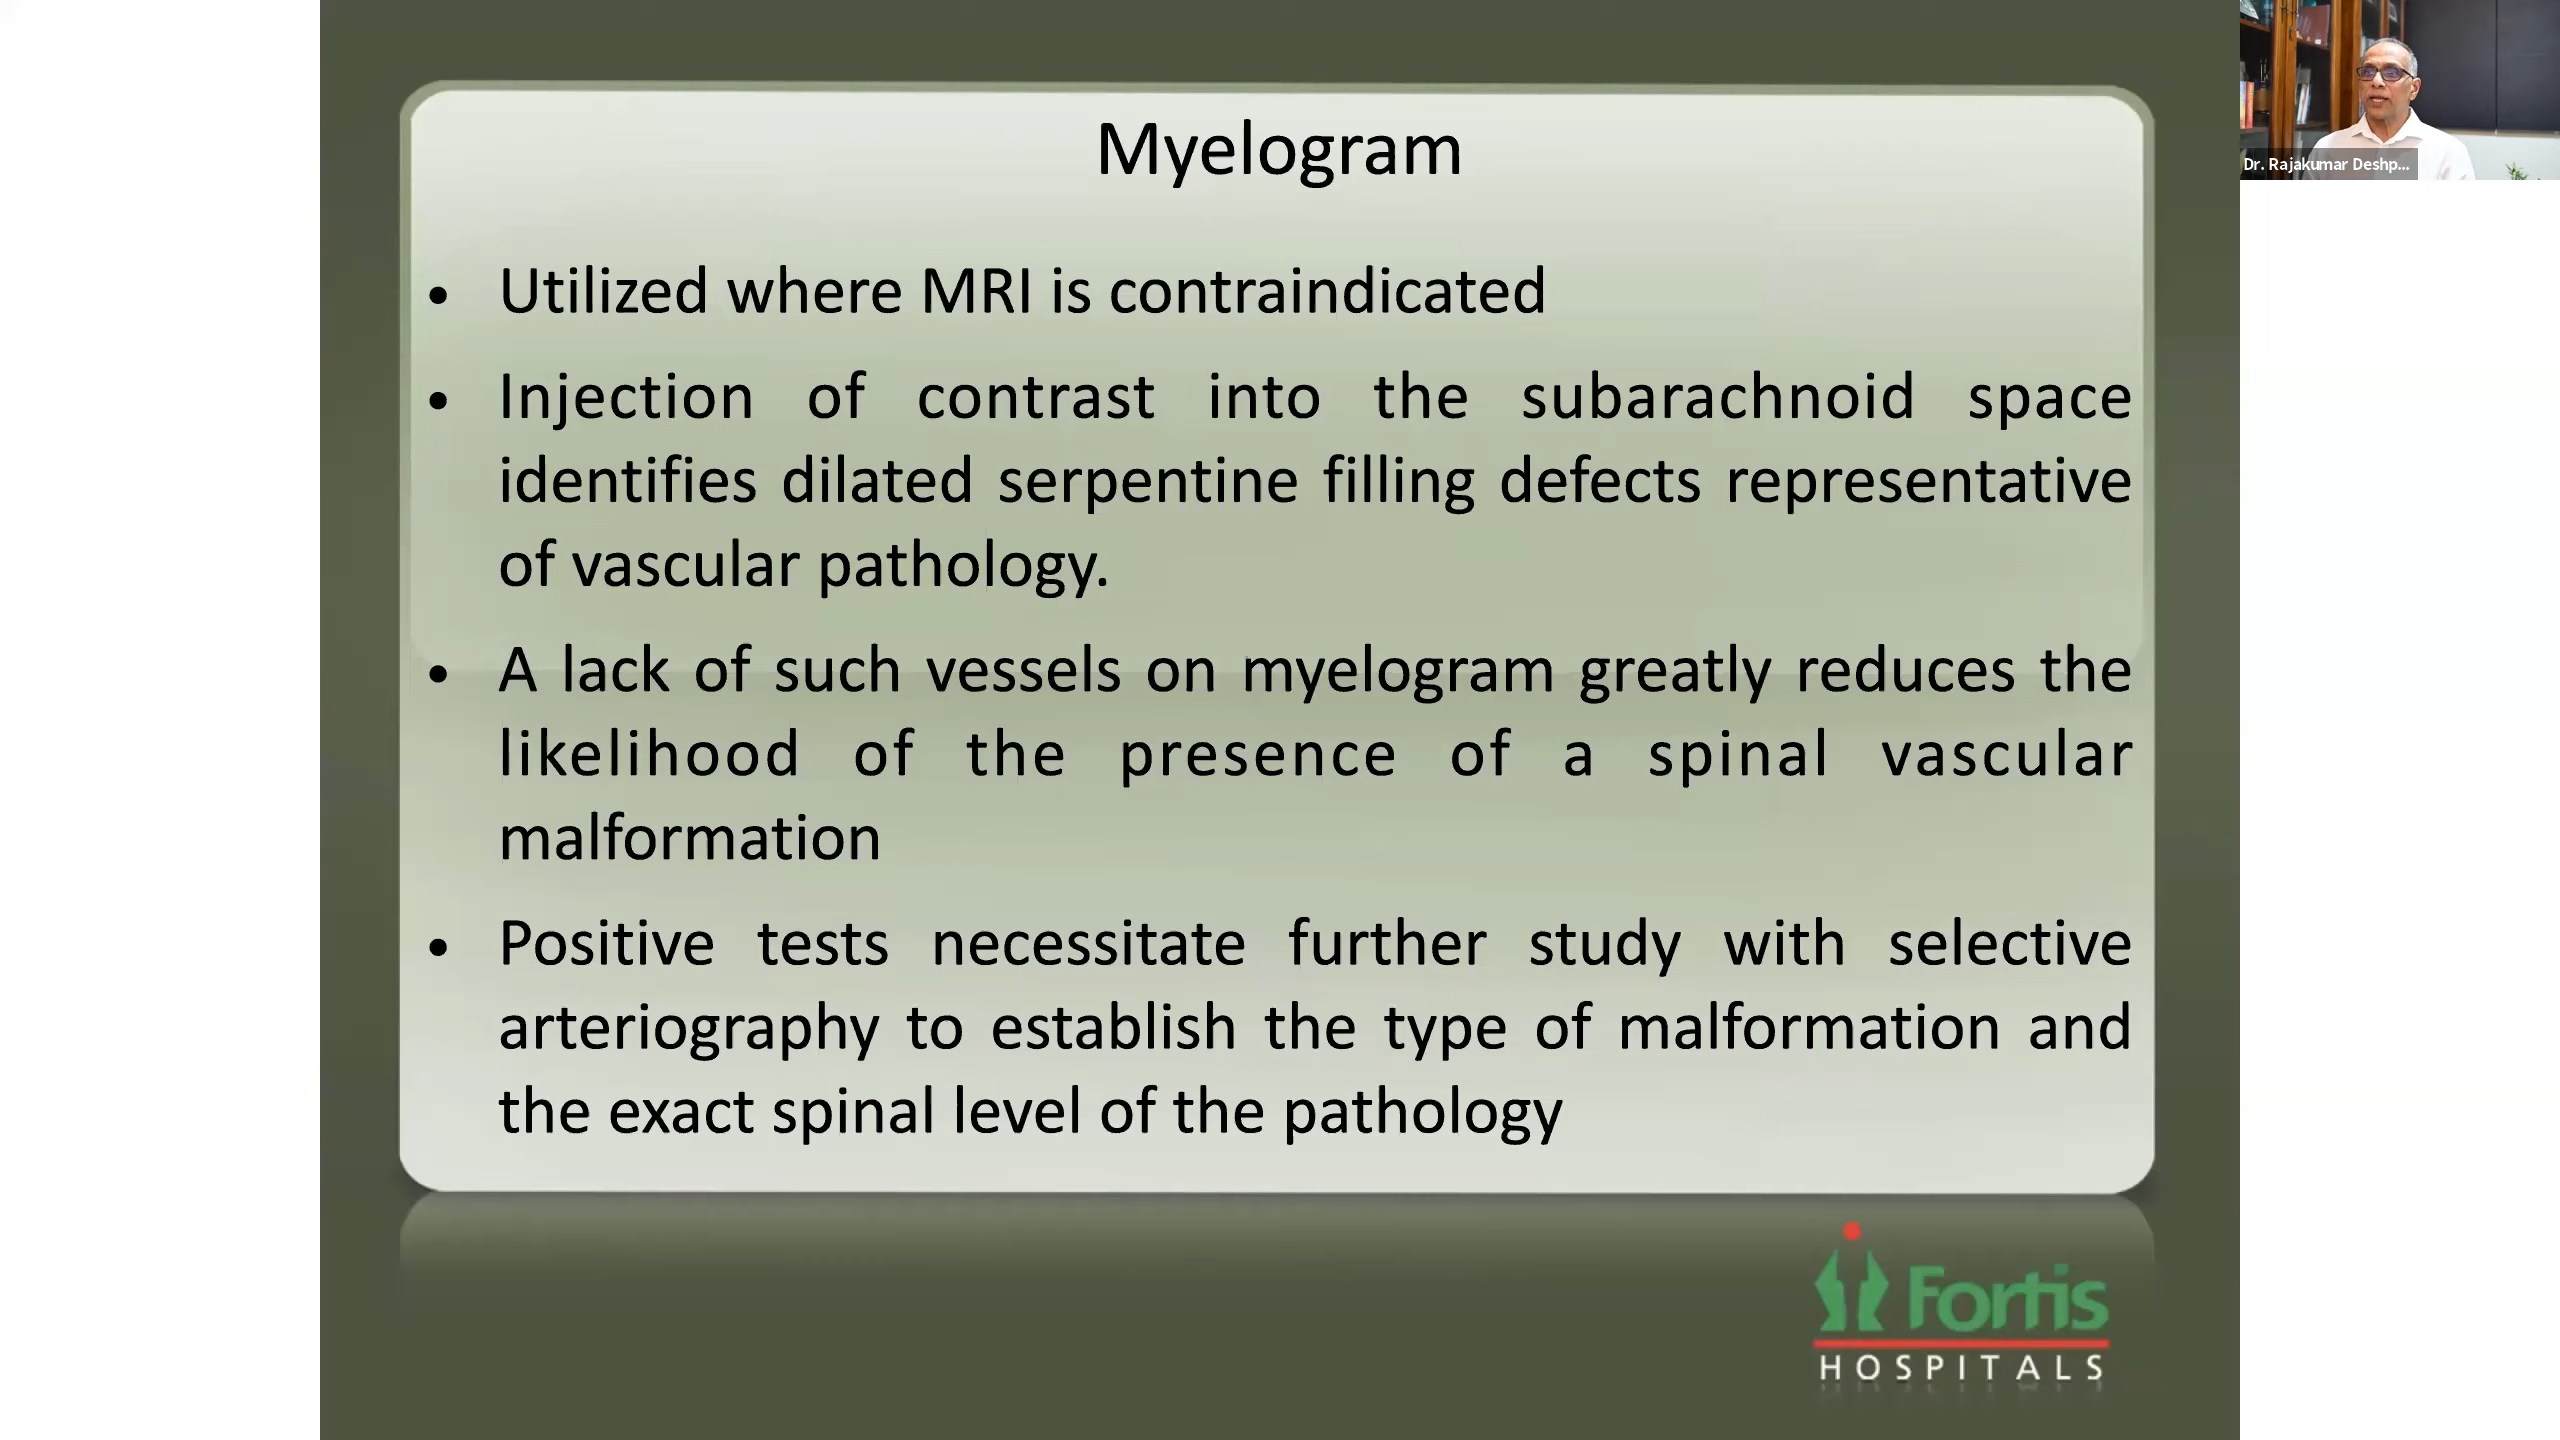 Myelogram
• Utilized where MRI is contraindicated
• Injection of contrast into the subarachnoid space
identifies dilated serpentine filling defects representative
of vascular pathology.
• A lack of such vessels on myelogram greatly reduces the
likelihood of the presence of a spinal vascular
malformation
• Positive tests necessitate further study with selective
arteriography to establish the type of malformation and
the exact spinal level of the pathology
Fortis
HOSPITALS
Dr. Rajakumar Deshp...